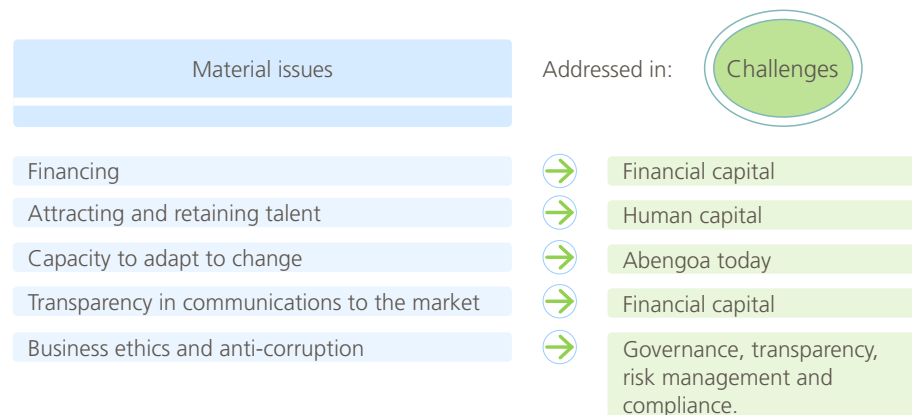 Material issues
Addressed in:
Challenges
Financing
Financial capital
Attracting and retaining talent
Human capital
Capacity to adapt to change
Abengoa today
Transparency in communications to the market
Financial capital
Business ethics and anti-corruption
Governance, transparency,
risk management and
compliance.